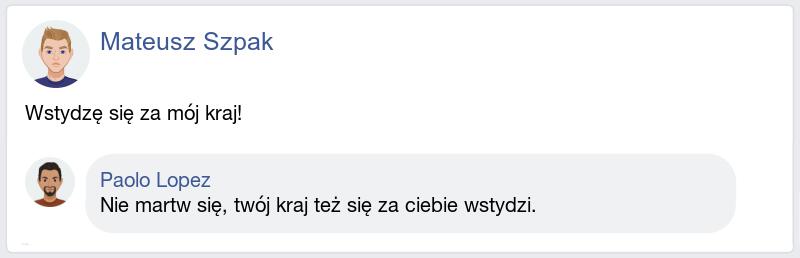 Mateusz Szpak
Wstydzę się za mój kraj!
Paolo Lopez
Nie martw się, twój kraj też się za ciebie wstydzi.